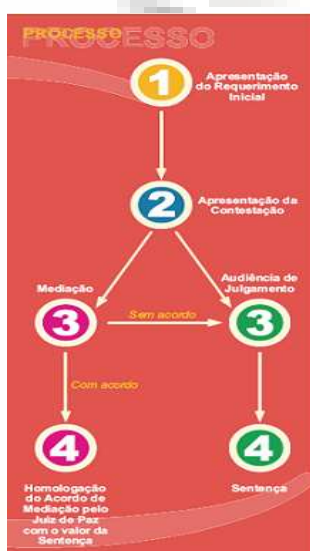 PROCESSO
1
Apresentação
do Requerimento
Inicial
2
Apresentação da
Contestação
Mediação
3
Sem acordo
Audiência de
Julgamento
3
Com acordo
4
Homologação
do Acordo de
Mediação pelo
Juiz de Paz
com o valor da
Sentença
4
Sentença